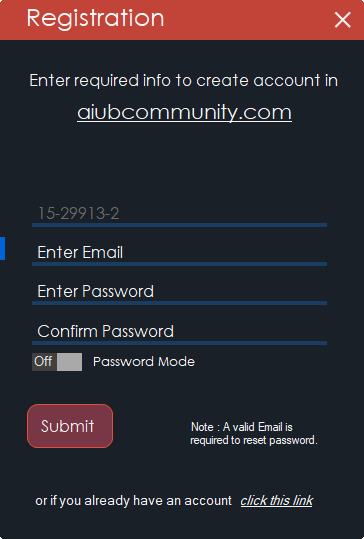 Registration
Enter required info to create account in
aiubcommunity.com
15-29913-2
Enter Email
Enter Password
Confirm Password
Off Password Mode
Submit
Note : A valid Email is
required to reset password.
or if you already have an account click this link